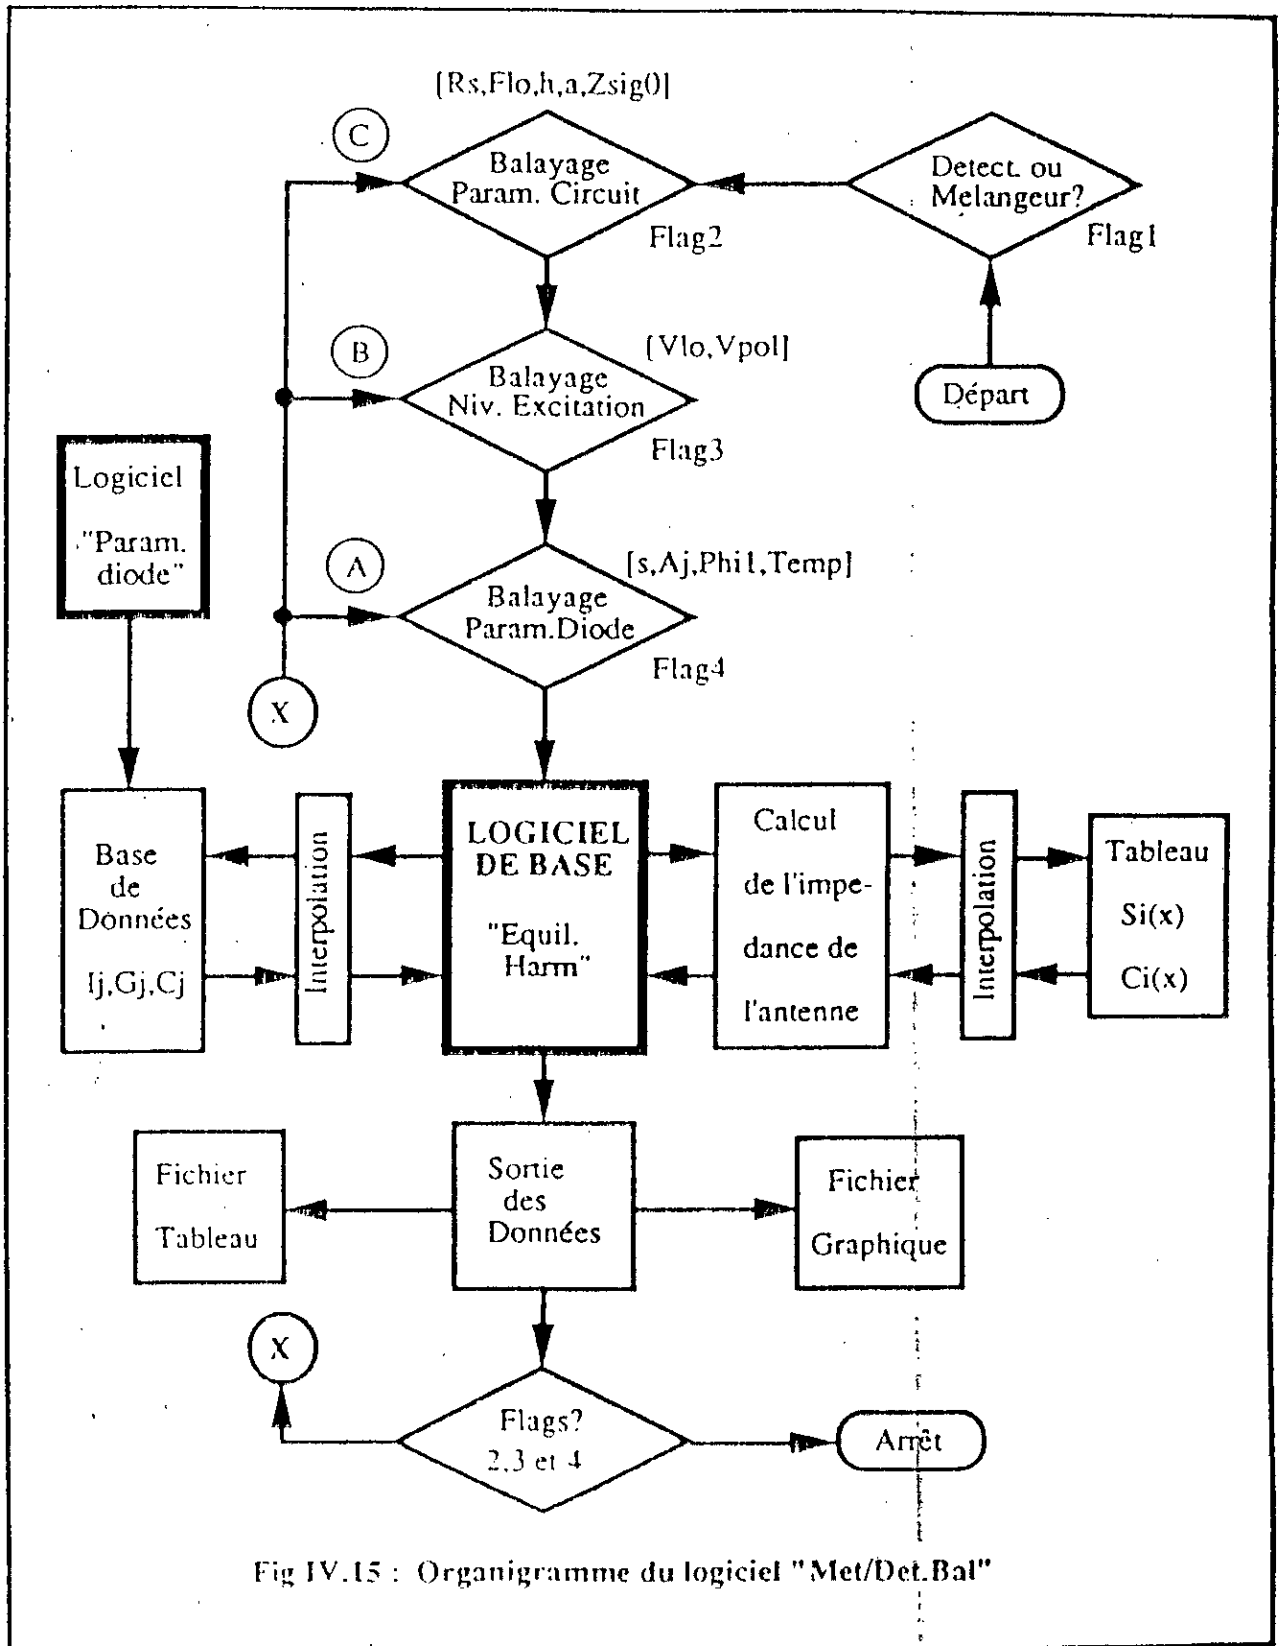 [Rs,Flo,h,a,Zsig()]
C
Balayage
Param. Circuit
Flag2
Detect. ou
Melangeur?
Flag1
B
[Vlo,Vpol]
Balayage
Niv. Excitation
Flag3
Départ
Logiciel
"Param.
diode"
A
[s,Aj,Phi1,Temp]
Balayage
Param.Diode
Flag4
X
Base
de
Données
Ij,Gj,Cj
Interpolation
LOGICIEL
DE BASE
"Equil.
Harm"
Calcul
de l'impe-
dance de
l'antenne
Interpolation
Tableau
Si(x)
Ci(x)
Fichier
Tableau
Sortie
des
Données
Fichier
Graphique
X
Flags?
2,3 et 4
Arrêt
Fig IV.15 : Organigramme du logiciel "Met/Det.Bal"